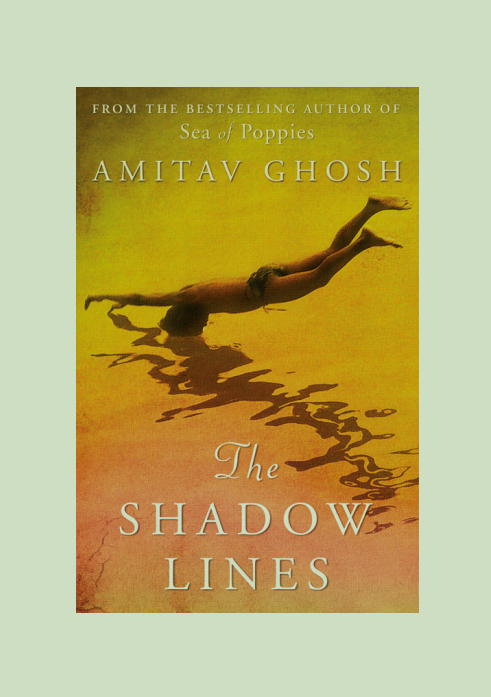 FROM THE BESTSELLING AUTHOR OF
Sea of Poppies
AMITAV GHOSH
The
SHADOW
LINES